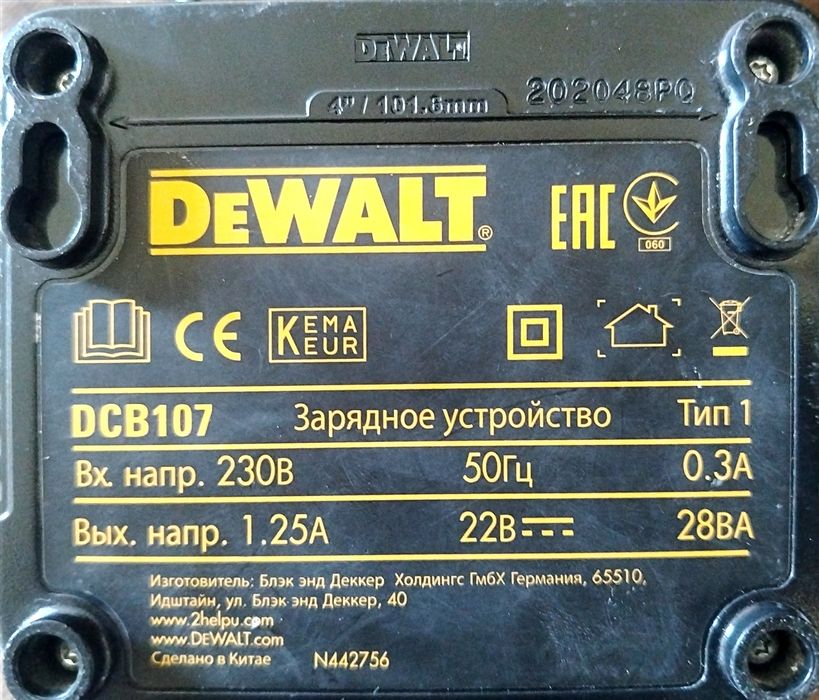 DEWALT
4" / 101.6mm 202048PQ
DEWALT®
EAC
060
CE KEMA EUR
DCB107 Зарядное устройство Тип 1
Вх. напр. 230В 50Гц 0.3А
Вых. напр. 1.25А 22В 28ВА
Изготовитель: Блэк энд Деккер Холдингс ГмбХ Германия, 65510,
Идштайн, ул. Блэк энд Деккер, 40
www.2helpu.com
www.DEWALT.com
Сделано в Китае N442756